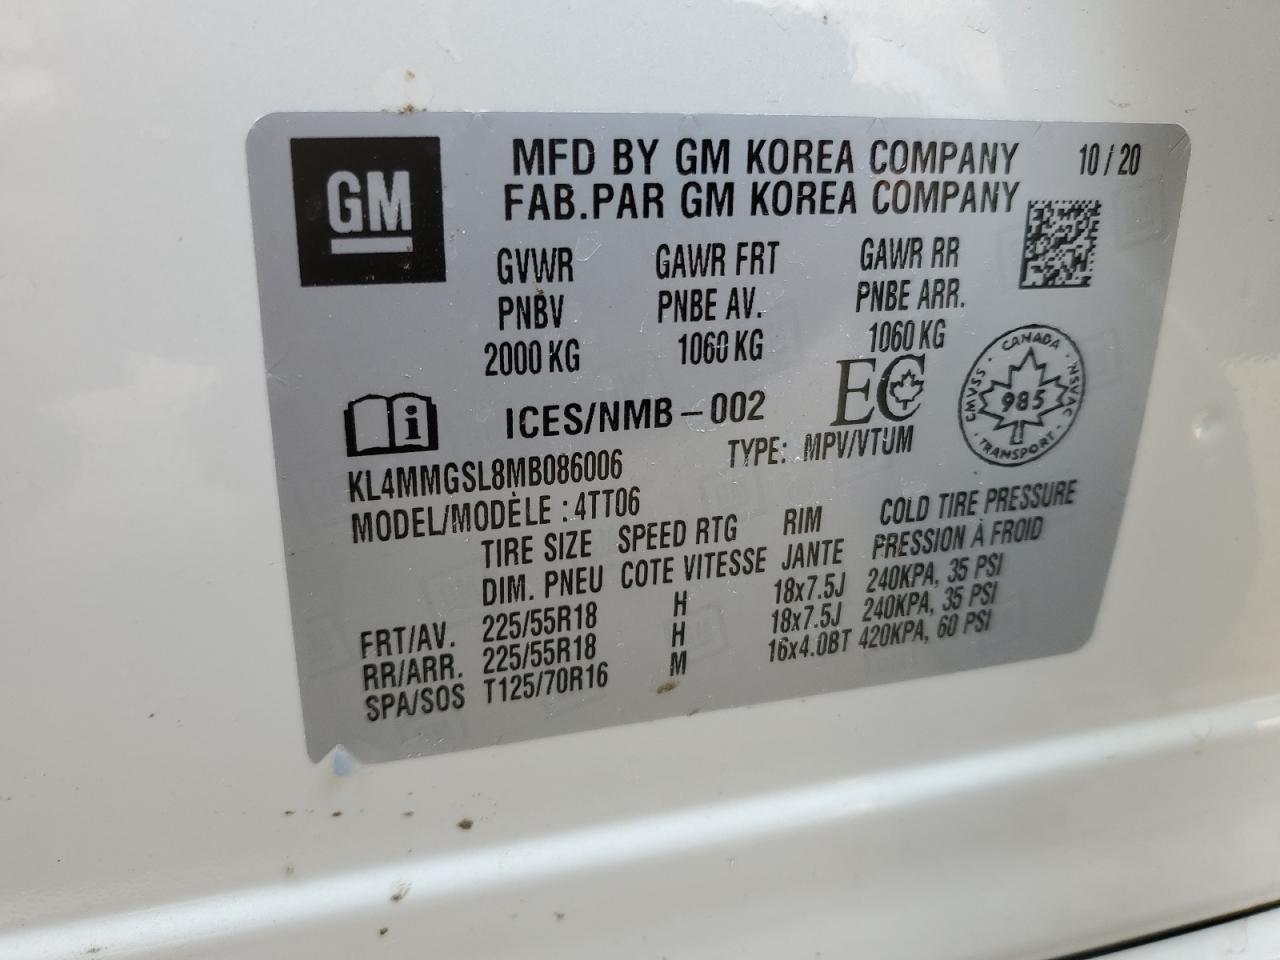 GM
MFD BY GM KOREA COMPANY 10/20
FAB.PAR GM KOREA COMPANY
GVWR GAWR FRT GAWR RR
PNBV PNBE AV. PNBE ARR.
2000 KG 1060 KG 1060 KG
i ICES/NMB-002 EC
CANADA CMVSS NSVAC 985 TRANSPORT
KL4MMGSL8MB086006 TYPE: MPV/VTUM
MODEL/MODÈLE : 4TT06
TIRE SIZE SPEED RTG RIM COLD TIRE PRESSURE
DIM. PNEU COTE VITESSE JANTE PRESSION À FROID
FRT/AV. 225/55R18 H 18x7.5J 240KPA, 35 PSI
RR/ARR. 225/55R18 H 18x7.5J 240KPA, 35 PSI
SPA/SOS T125/70R16 M 16x4.0BT 420KPA, 60 PSI